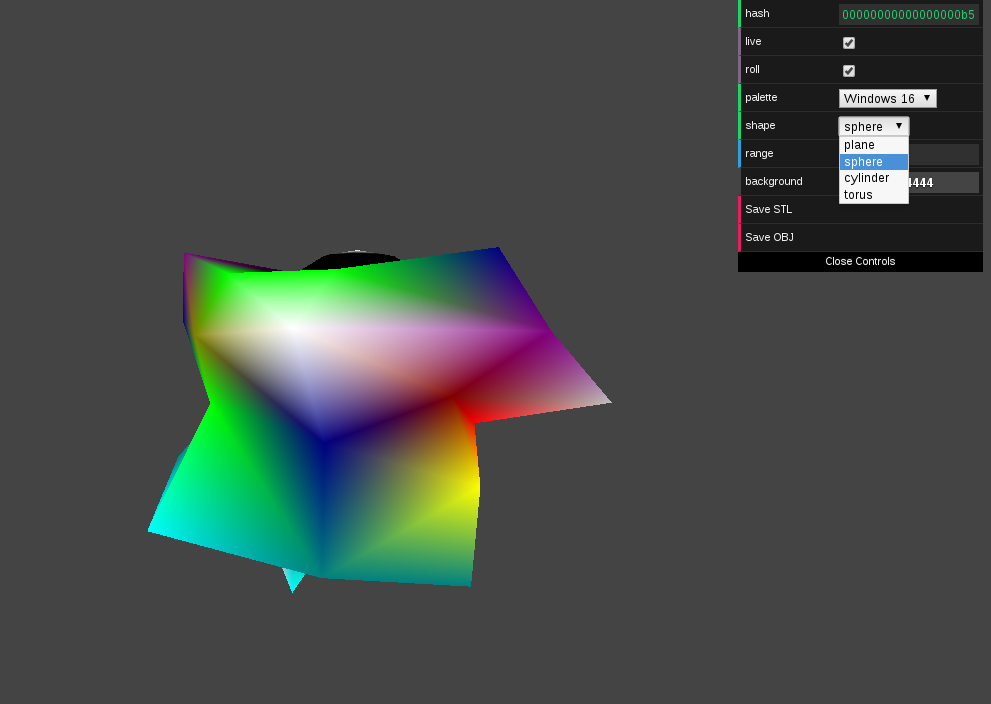 hash 00000000000000000b5
live
roll
palette Windows 16
shape sphere
plane
sphere
cylinder
torus
range
background 4444
Save STL
Save OBJ
Close Controls